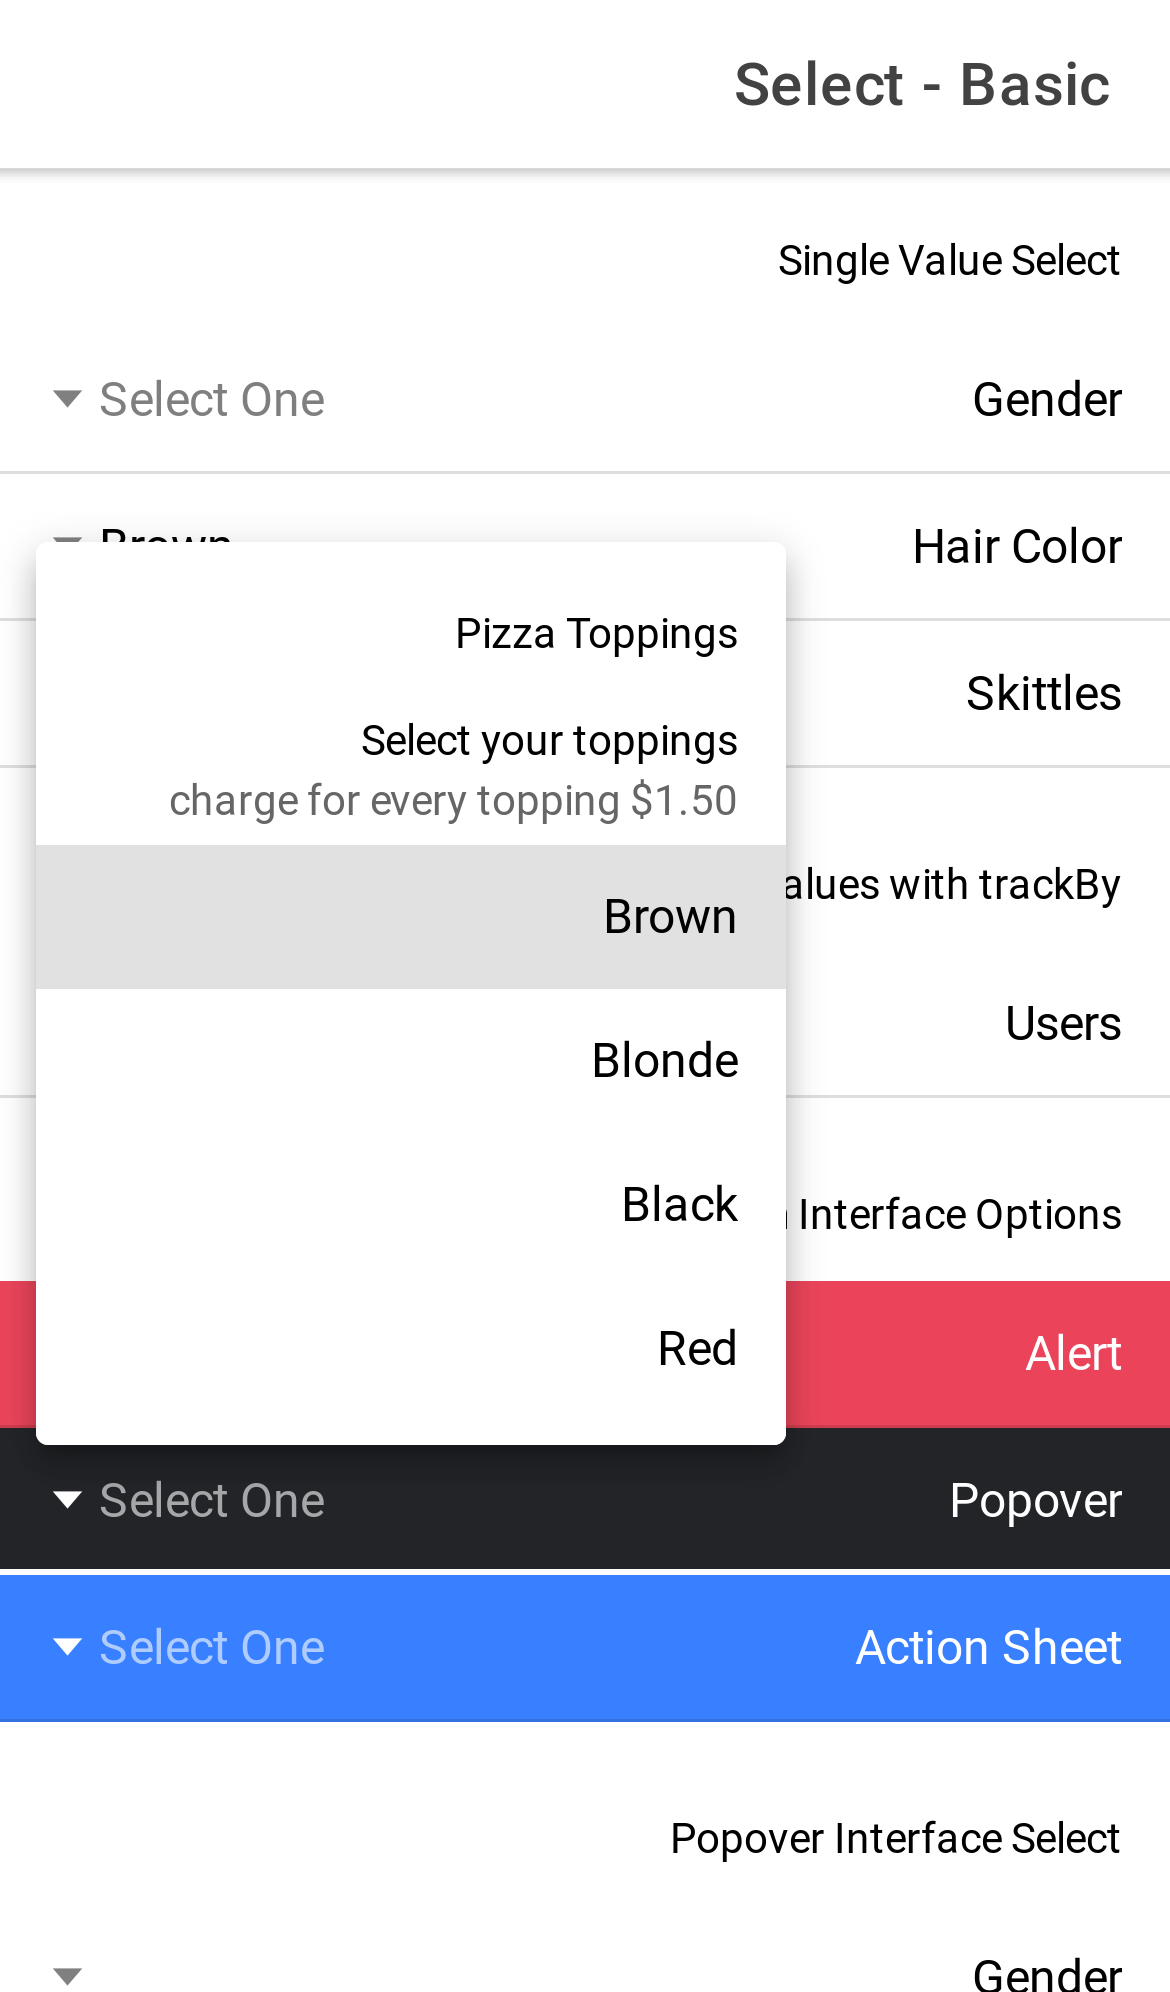 Select - Basic
Single Value Select
Gender
Select One
Hair Color
Brown
Skittles
with trackBy
Users
Interface Options
Pizza Toppings
Select your toppings
charge for every topping $1.50
Brown
Blonde
Black
Red
Alert
Popover
Select One
Action Sheet
Select One
Popover Interface Select
Gender